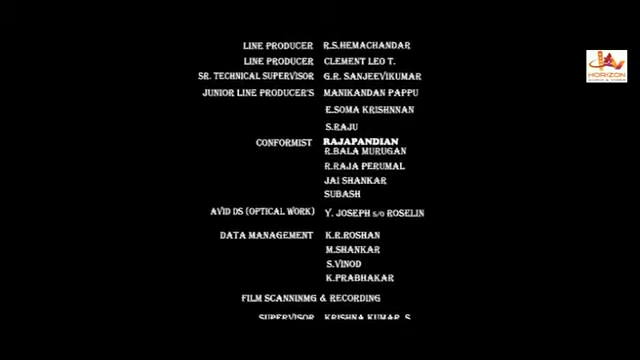 LINE PRODUCER R.S.HEMACHANDAR
LINE PRODUCER CLEMENT LEO T.
SR. TECHNICAL SUPERVISOR G.R. SANJEEVIKUMAR
JUNIOR LINE PRODUCER'S MANIKANDAN PAPPU
E.SOMA KRISHNNAN
S.RAJU
CONFORMIST RAJAPANDIAN
R.BALA MURUGAN
R.RAJA PERUMAL
JAI SHANKAR
SUBASH
AVID DS (OPTICAL WORK) Y. JOSEPH S/O ROSELIN
DATA MANAGEMENT K.R.ROSHAN
M.SHANKAR
S.VINOD
K.PRABHAKAR
FILM SCANNINMG & RECORDING
SUPERVISOR KRISHNA KUMAR. S
HORIZON